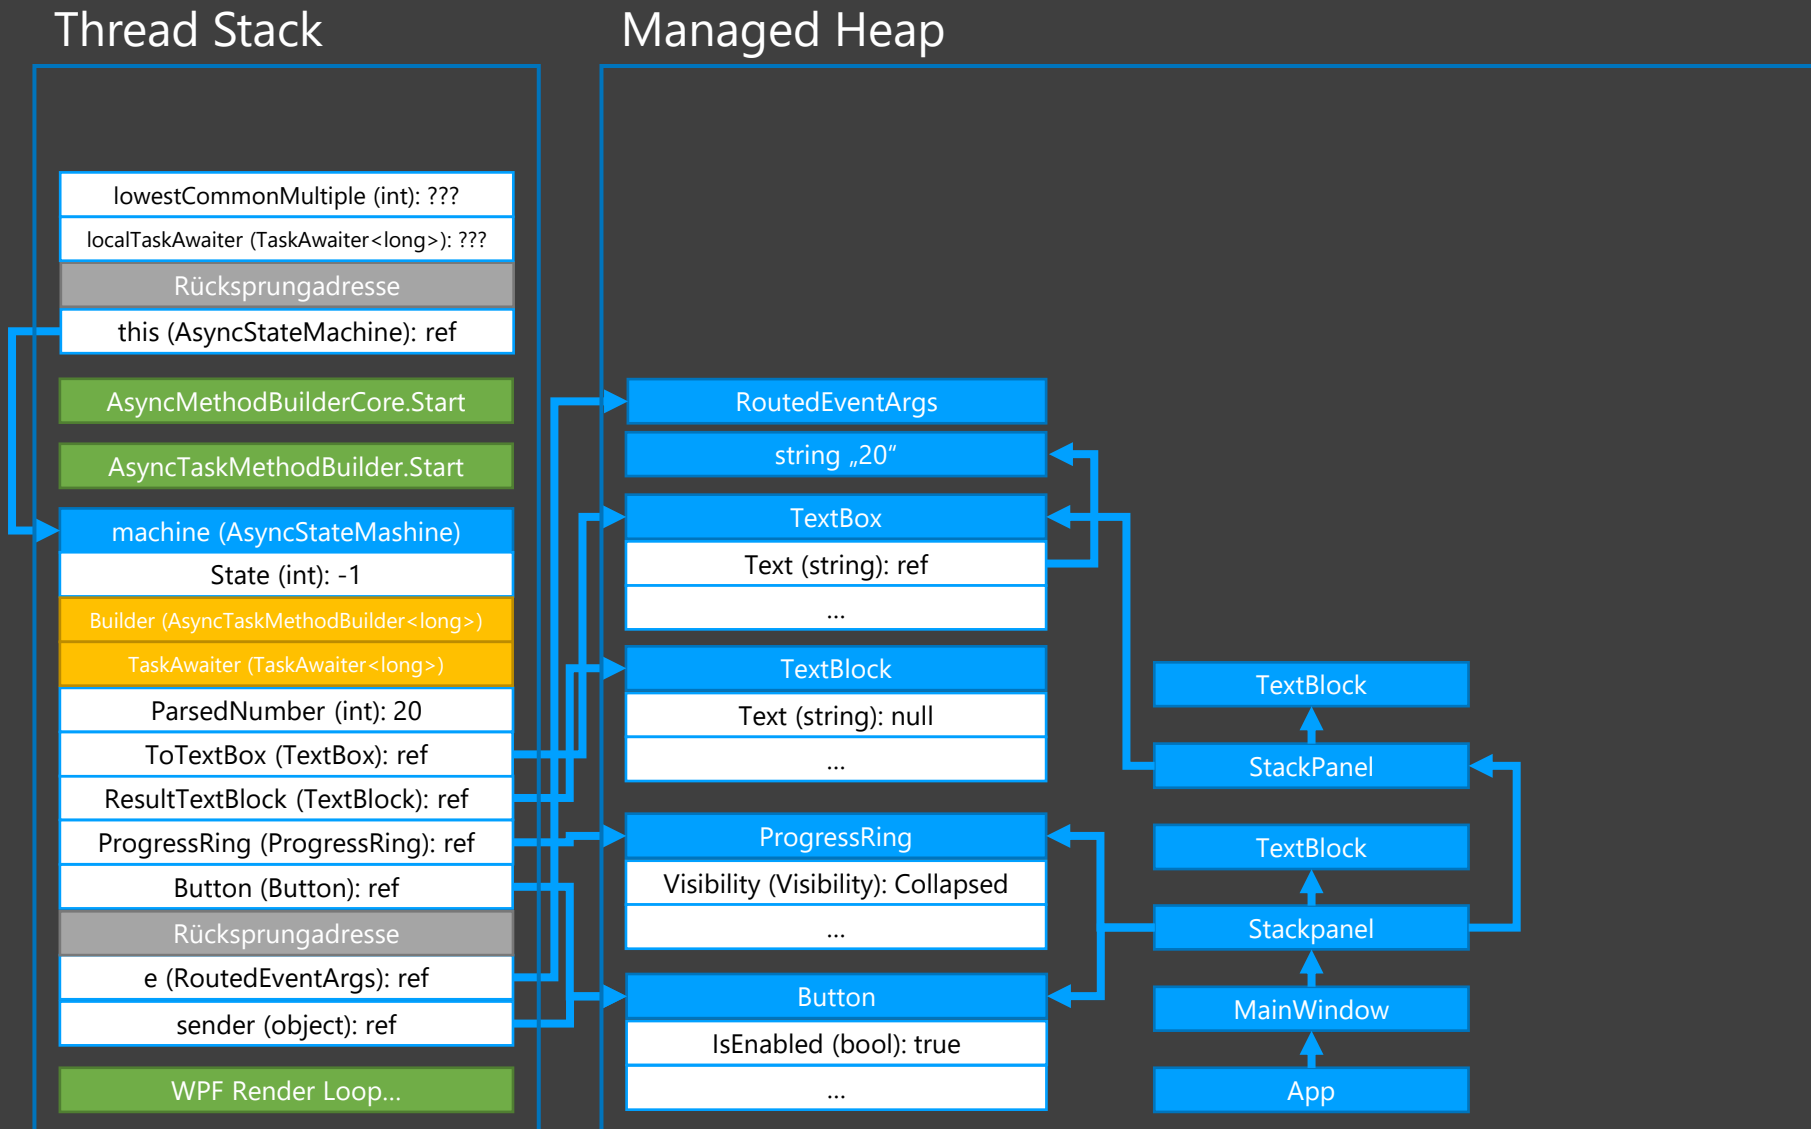 Thread Stack
lowestCommonMultiple (int): ???
localTaskAwaiter (TaskAwaiter<long>): ???
Rücksprungadresse
this (AsyncStateMachine): ref
AsyncMethodBuilderCore.Start
AsyncTaskMethodBuilder.Start
machine (AsyncStateMashine)
State (int): -1
Builder (AsyncTaskMethodBuilder<long>)
TaskAwaiter (TaskAwaiter<long>)
ParsedNumber (int): 20
ToTextBox (TextBox): ref
ResultTextBlock (TextBlock): ref
ProgressRing (ProgressRing): ref
Button (Button): ref
Rücksprungadresse
e (RoutedEventArgs): ref
sender (object): ref
WPF Render Loop...
Managed Heap
RoutedEventArgs
string „20“
TextBox
Text (string): ref
...
TextBlock
Text (string): null
...
ProgressRing
Visibility (Visibility): Collapsed
...
Button
IsEnabled (bool): true
...
TextBlock
StackPanel
TextBlock
Stackpanel
MainWindow
App